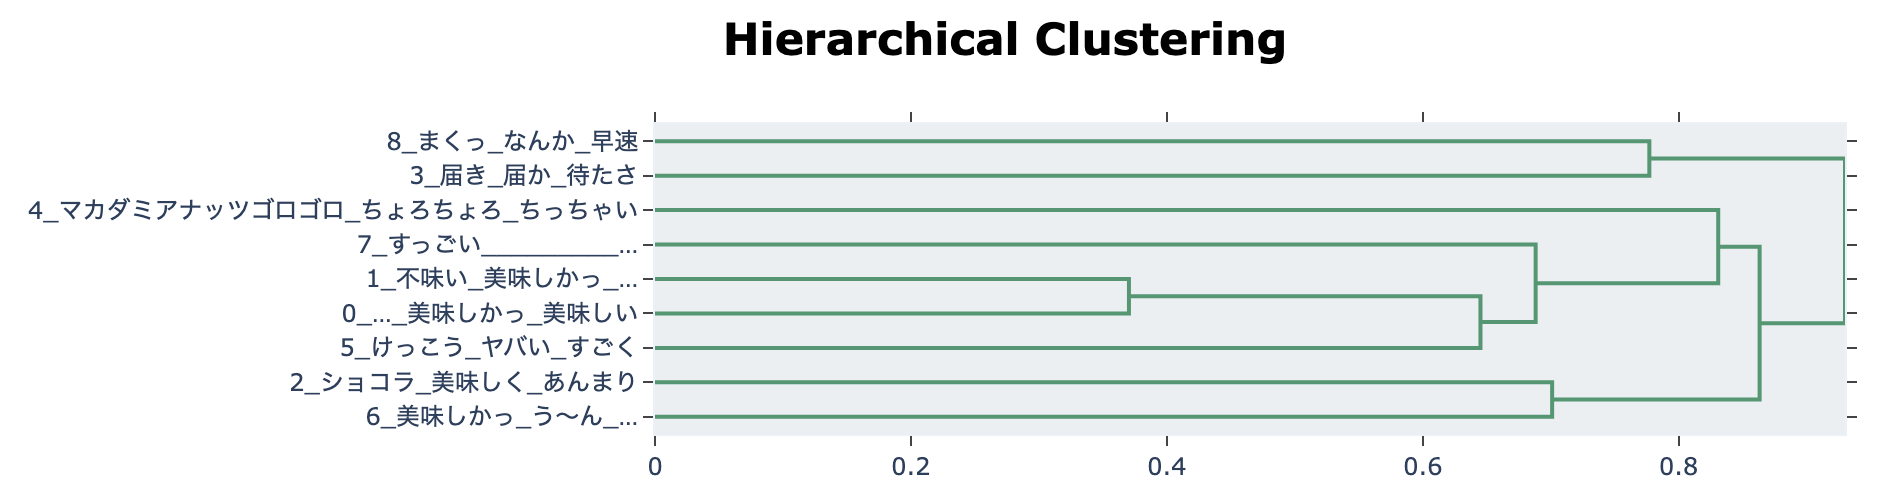 Hierarchical Clustering
8_まくっ_なんか_早速
3_届き_届か_待たさ
4_マカダミアナッツゴロゴロ_ちょろちょろ_ちっちゃい
7_すっごい___________...
1_不味い_美味しかっ_...
0_..._美味しかっ_美味しい
5_けっこう_ヤバい_すごく
2_ショコラ_美味しく_あんまり
6_美味しかっ_う〜ん_...
0 0.2 0.4 0.6 0.8